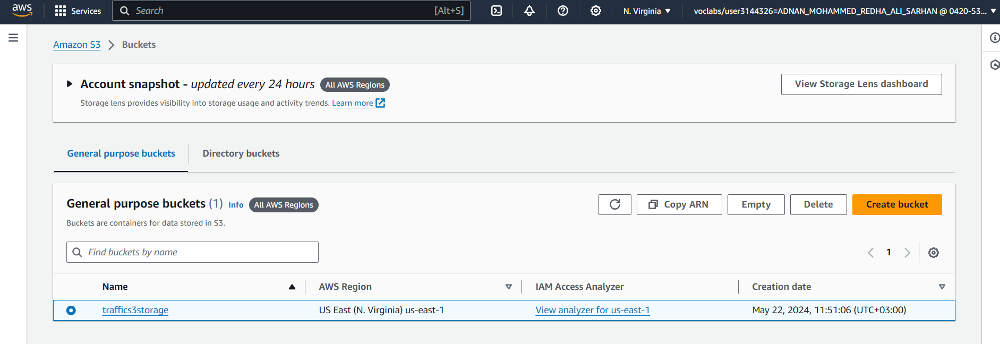 aws Services Search [Alt+S] N. Virginia voclabs/user3144326=ADNAN_MOHAMMED_REDHA_ALI_SARHAN @ 0420-53...
Amazon S3 Buckets
Account snapshot - updated every 24 hours All AWS Regions View Storage Lens dashboard
Storage lens provides visibility into storage usage and activity trends. Learn more
General purpose buckets Directory buckets
General purpose buckets (1) Info All AWS Regions Copy ARN Empty Delete Create bucket
Buckets are containers for data stored in S3.
Find buckets by name 1
Name AWS Region IAM Access Analyzer Creation date
traffics3storage US East (N. Virginia) us-east-1 View analyzer for us-east-1 May 22, 2024, 11:51:06 (UTC+03:00)